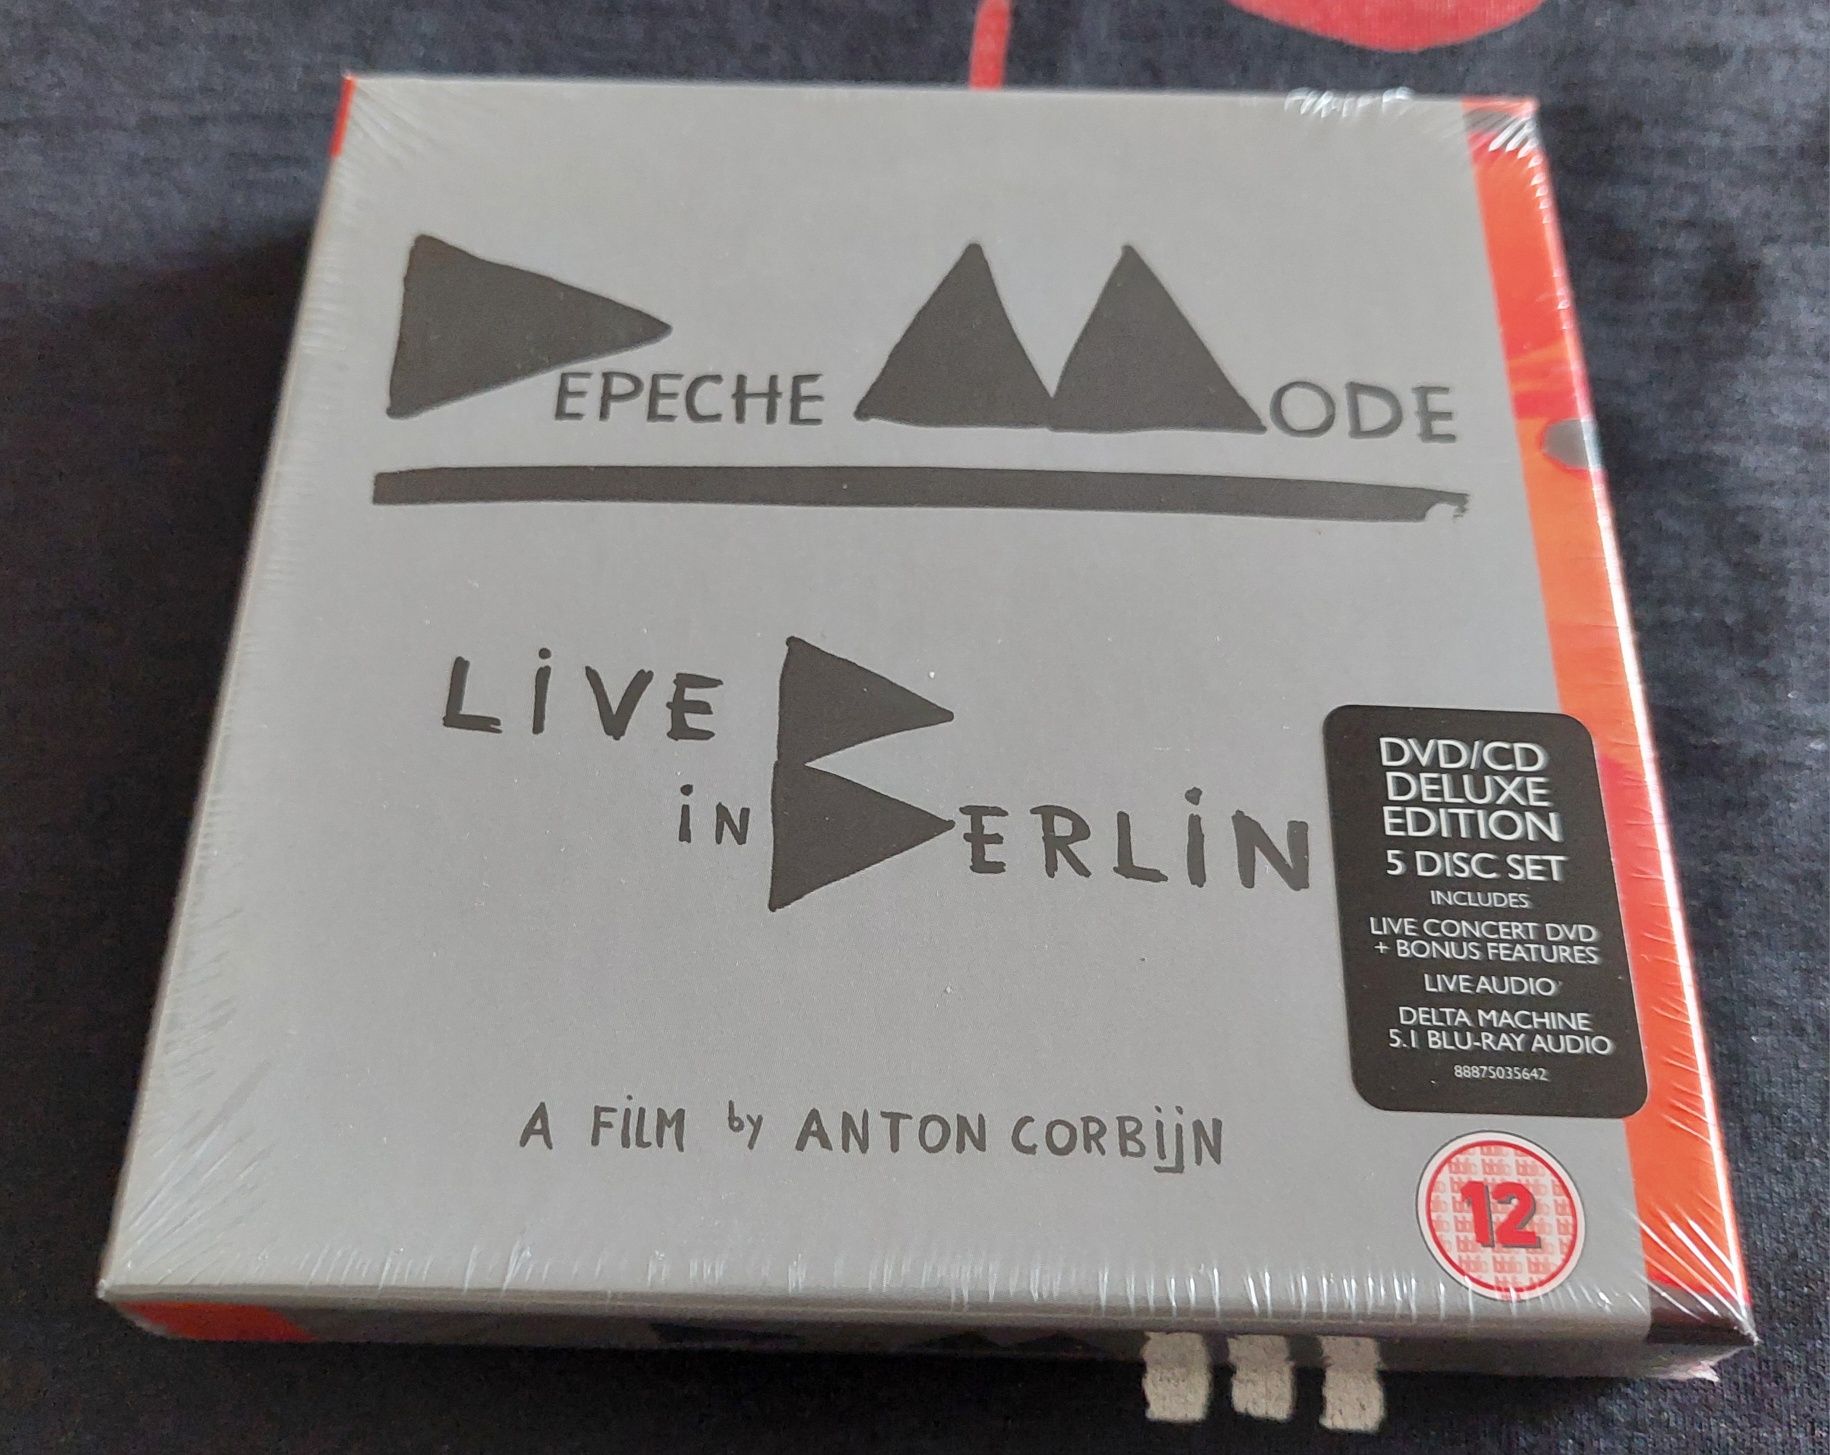 DEPECHE MODE
LiVE
iN BERLiN
A FiLM by ANTON CORBijN
DVD/CD
DELUXE
EDITION
5 DISC SET
INCLUDES
LIVE CONCERT DVD
+ BONUS FEATURES
LIVE AUDIO
DELTA MACHINE
5.1 BLU-RAY AUDIO
88875035642
12